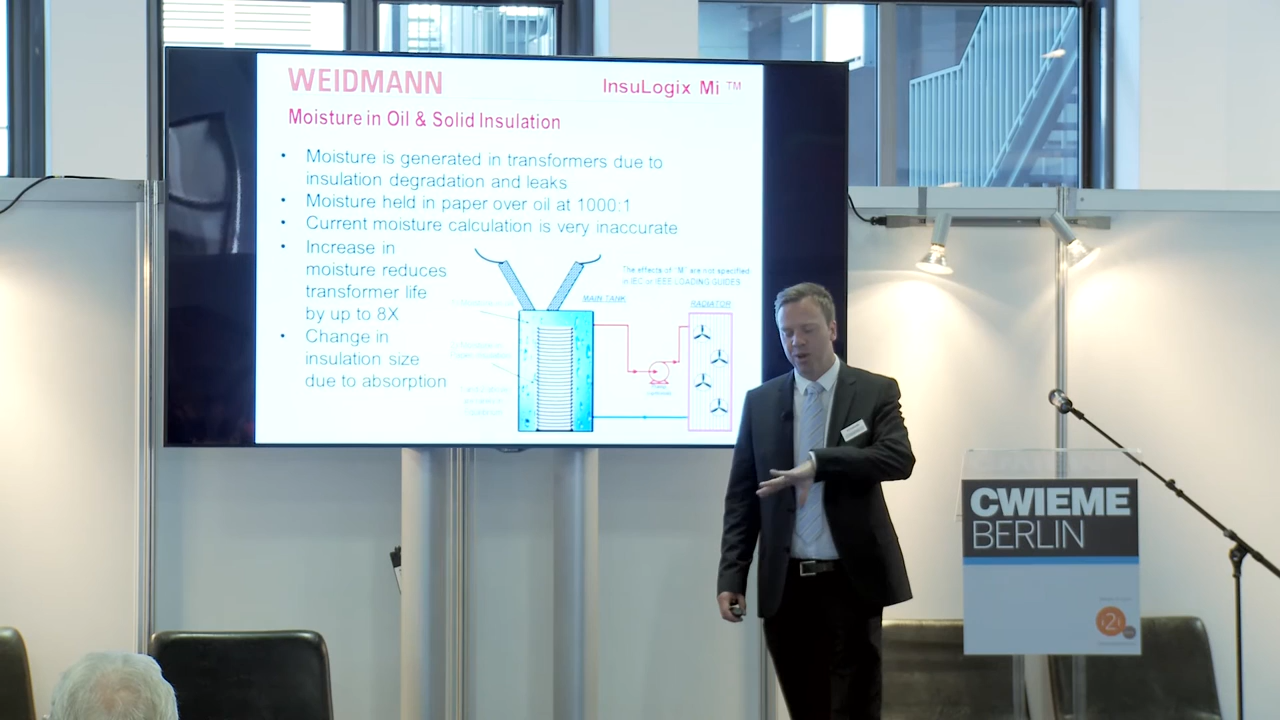 WEIDMANN
InsuLogix Mi ™
Moisture in Oil & Solid Insulation
• Moisture is generated in transformers due to
insulation degradation and leaks
• Moisture held in paper over oil at 1000:1
• Current moisture calculation is very inaccurate
• Increase in
moisture reduces
transformer life
by up to 8X
• Change in
insulation size
due to absorption
The effects of "M" are not specified
in IEC or IEEE LOADING GUIDES
MAIN TANK
RADIATOR
CWIEME
BERLIN
i2i